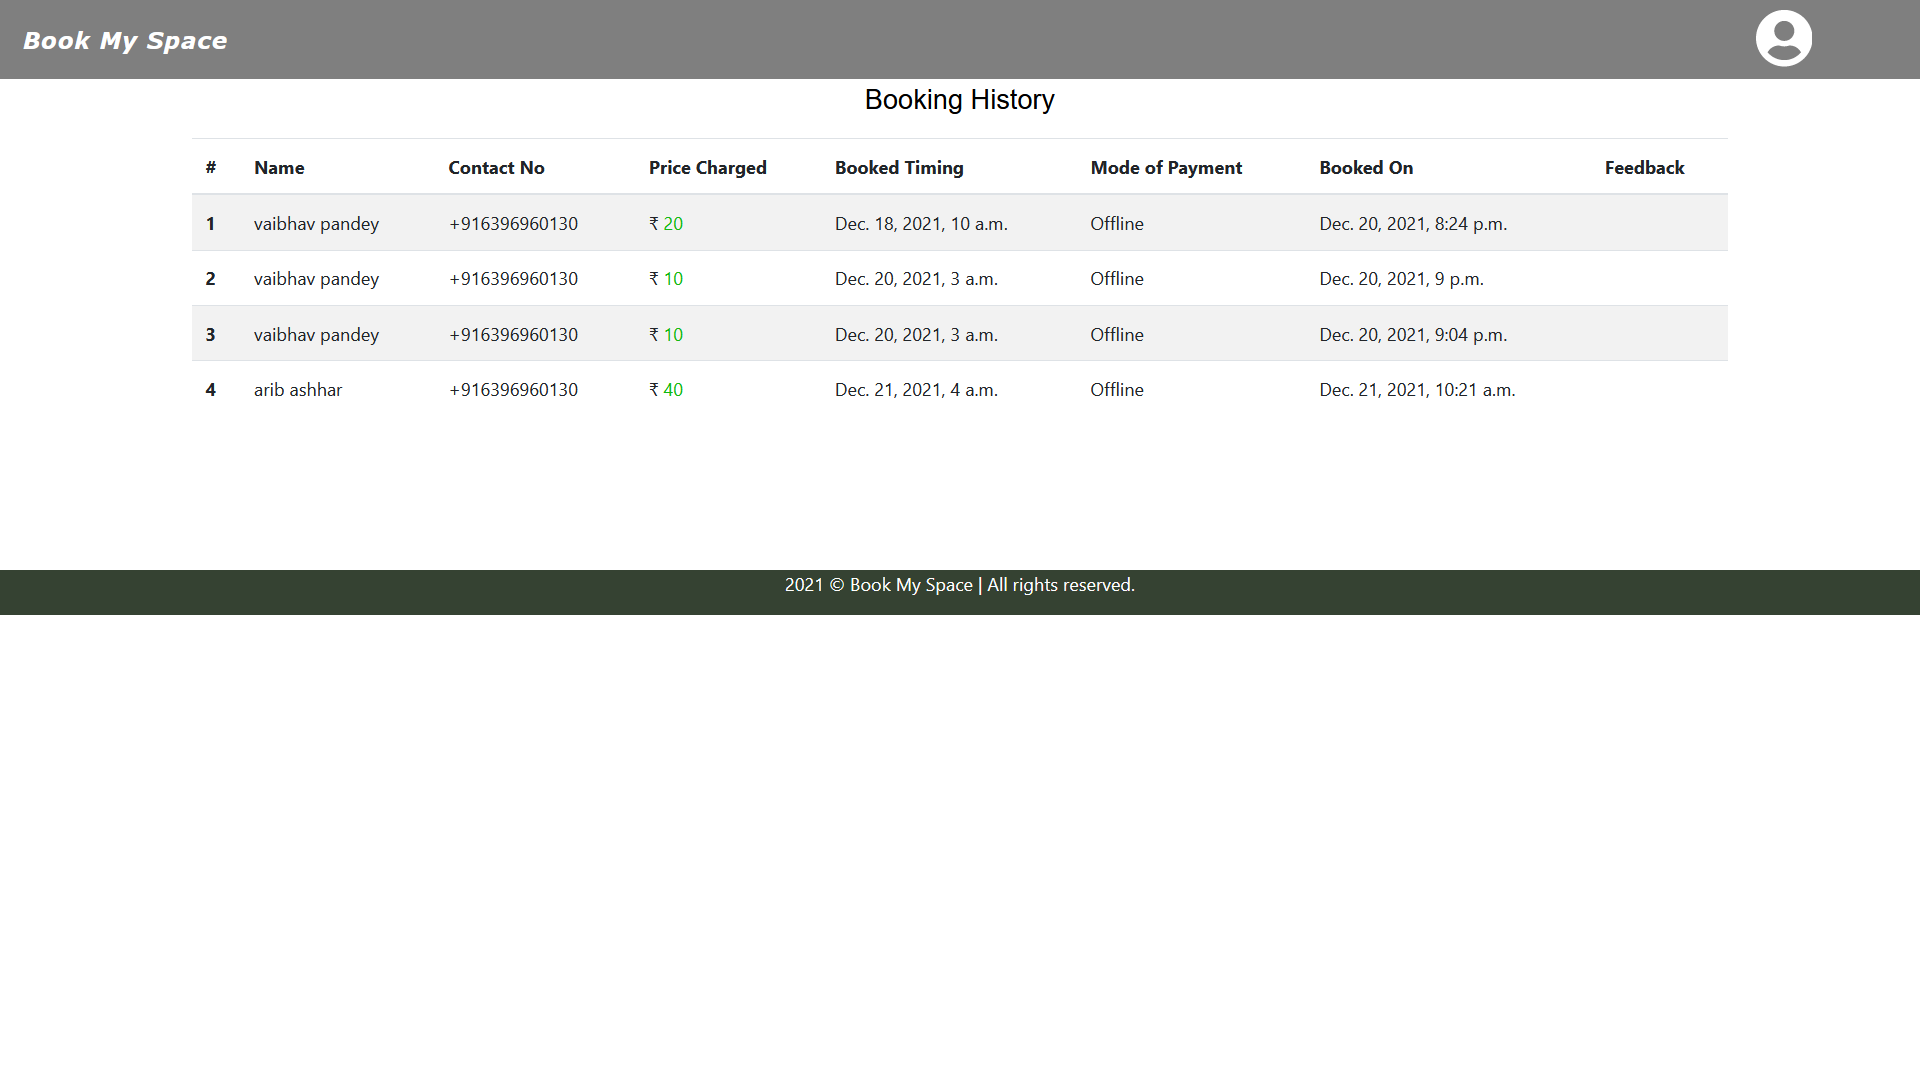 Book My Space
Booking History
# Name Contact No Price Charged Booked Timing Mode of Payment Booked On Feedback
1 vaibhav pandey +916396960130 ₹ 20 Dec. 18, 2021, 10 a.m. Offline Dec. 20, 2021, 8:24 p.m.
2 vaibhav pandey +916396960130 ₹ 10 Dec. 20, 2021, 3 a.m. Offline Dec. 20, 2021, 9 p.m.
3 vaibhav pandey +916396960130 ₹ 10 Dec. 20, 2021, 3 a.m. Offline Dec. 20, 2021, 9:04 p.m.
4 arib ashhar +916396960130 ₹ 40 Dec. 21, 2021, 4 a.m. Offline Dec. 21, 2021, 10:21 a.m.
2021 © Book My Space | All rights reserved.